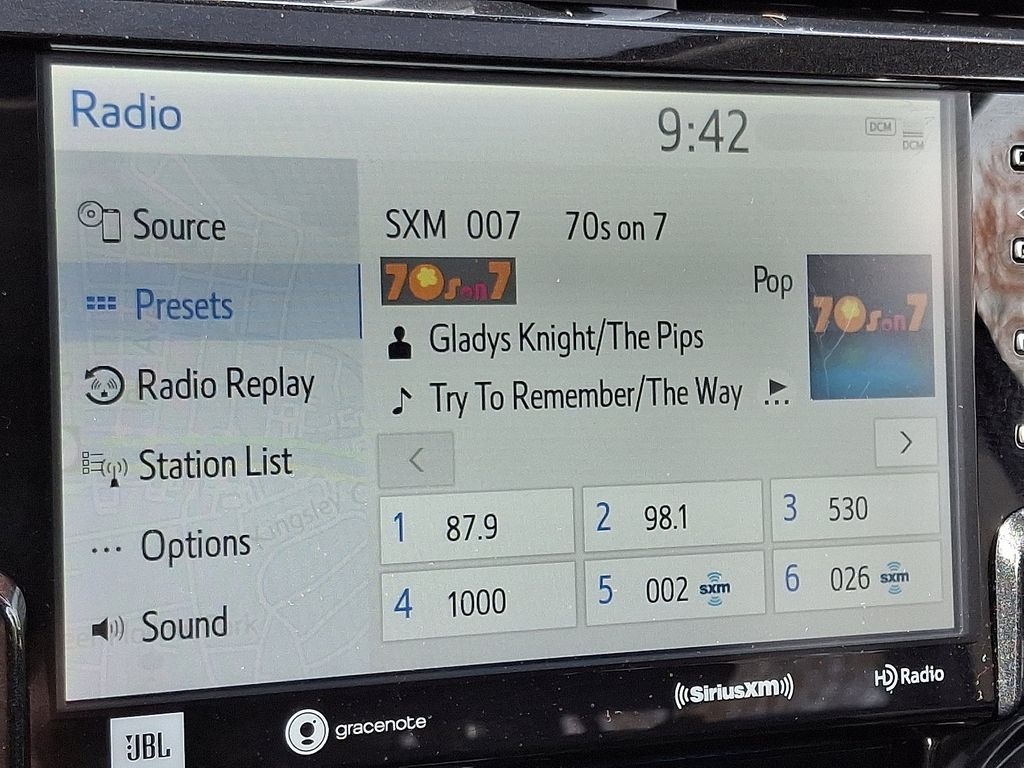 Radio
9:42
DCM
DCM
Source
Presets
Radio Replay
Station List
Options
Sound
SXM 007 70s on 7
70s on 7
Pop
70s on 7
Gladys Knight/The Pips
Try To Remember/The Way
1 87.9
2 98.1
3 530
4 1000
5 002 sxm
6 026 sxm
Kingsley
JBL
gracenote
SiriusXM
HD Radio